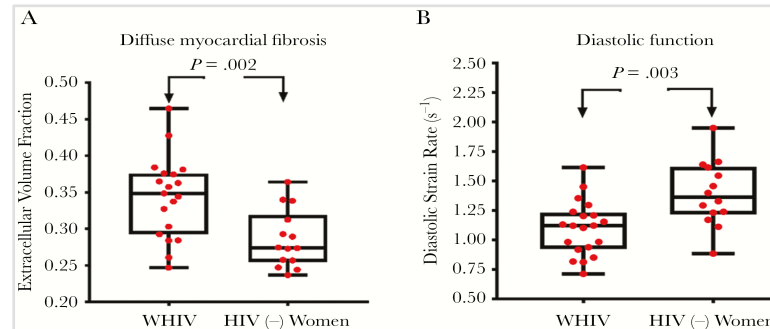 A
Diffuse myocardial fibrosis
P = .002
Extracellular Volume Fraction
0.50
0.45
0.40
0.35
0.30
0.25
0.20
WHIV
HIV (–) Women
B
Diastolic function
P = .003
Diastolic Strain Rate (s⁻¹)
2.50
2.25
2.00
1.75
1.50
1.25
1.00
0.75
0.50
WHIV
HIV (–) Women